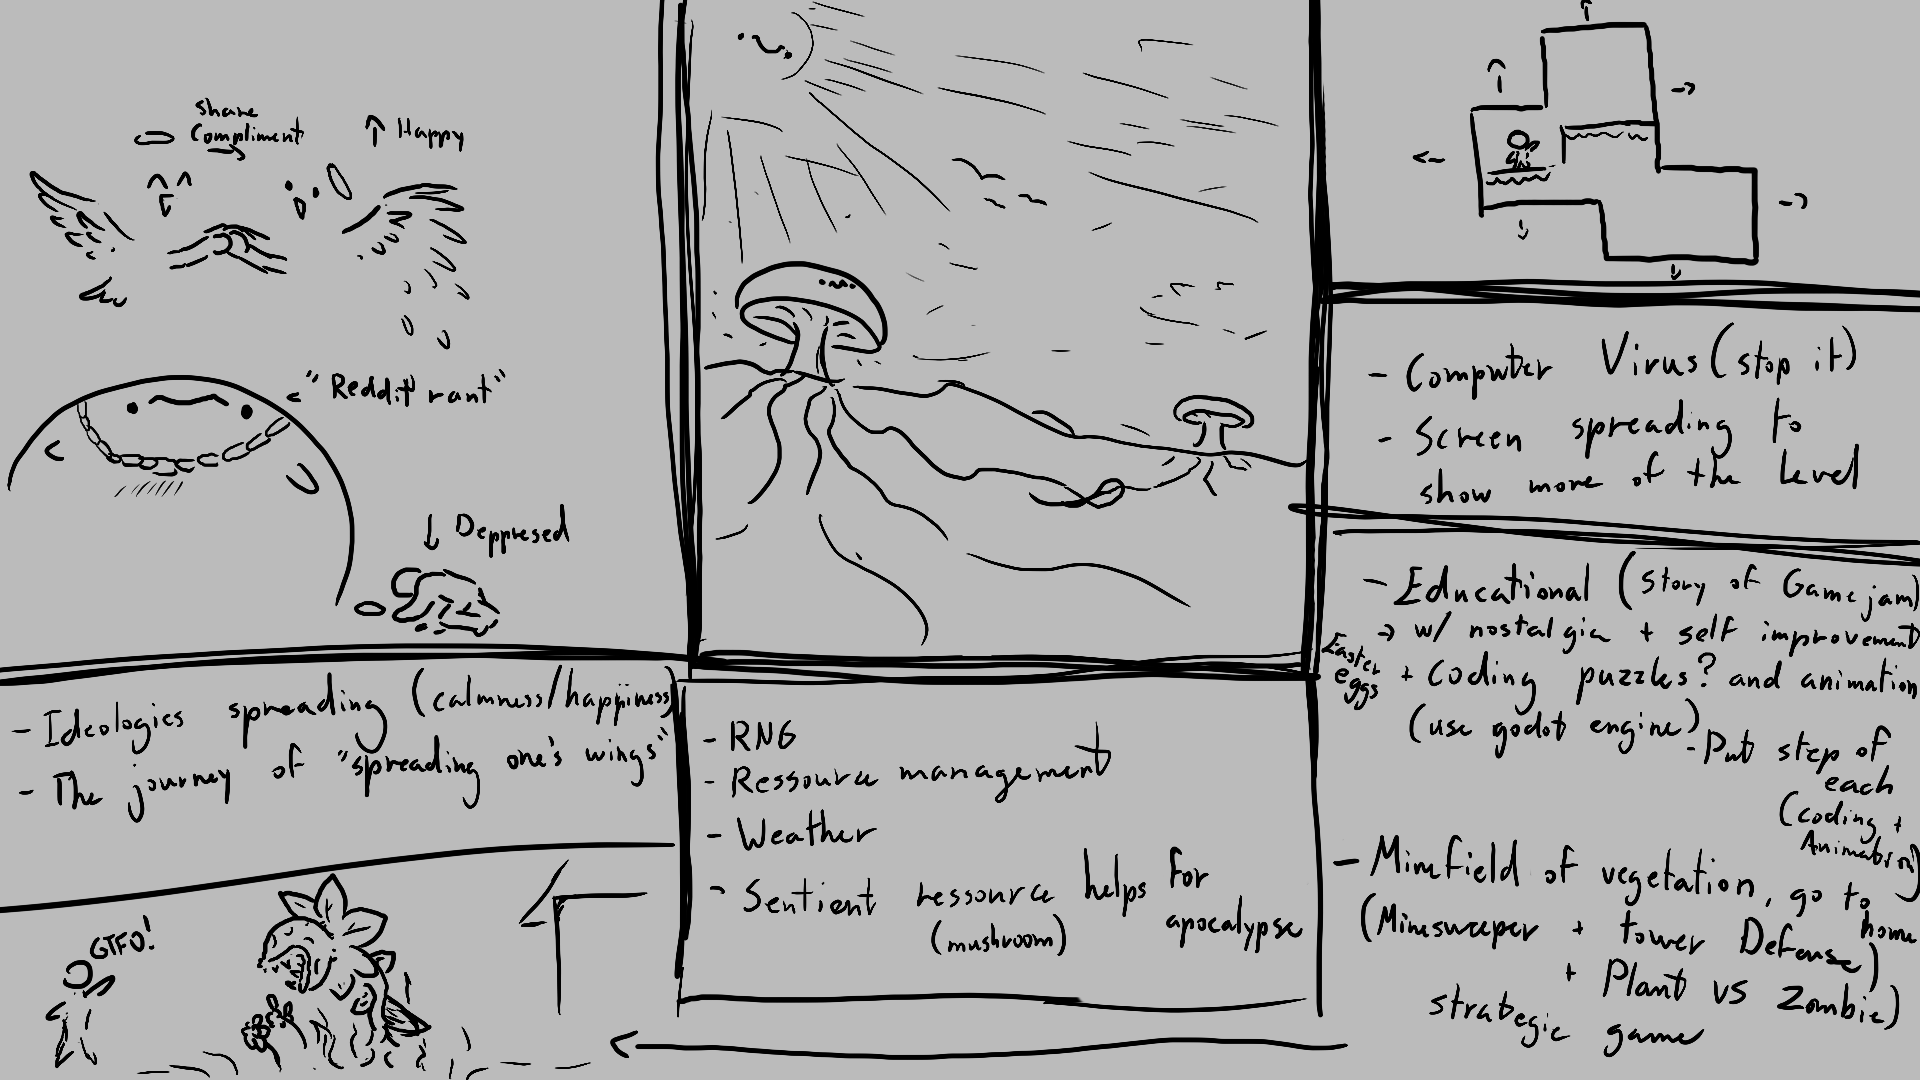 share
compliment
Happy
"Reddit rant"
Deppresed
- Ideologies spreading (calmness/happiness)
- The journey of "spreading one's wings"
GTFO!
- RNG
- Ressource management
- Weather
- Sentient ressource helps for
(mushroom) apocalypse
- Computer Virus (stop it)
- Screen spreading to
show more of the level
- Educational (story of Gamejam)
→ w/ nostalgia + self improvement
Easter
eggs
+ Coding puzzles? and animation
(use godot engine)
- Put step of
each
(coding +
Animation)
- Minefield of vegetation, go to
home
(Minesweeper + tower Defense)
+ Plant vs Zombie)
strategic game